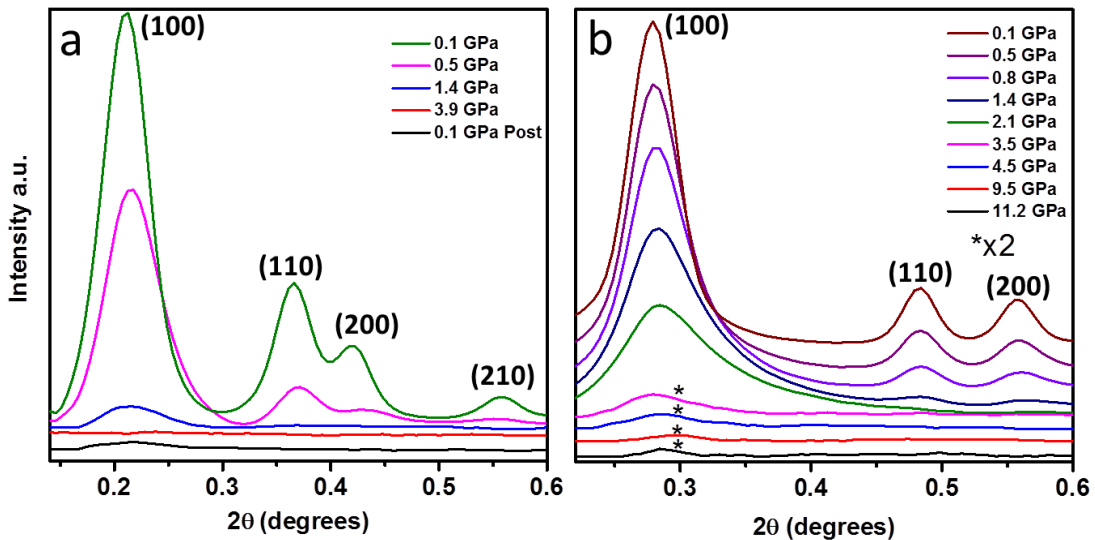 a
(100)
0.1 GPa
0.5 GPa
1.4 GPa
3.9 GPa
0.1 GPa Post
(110)
(200)
(210)
Intensity a.u.
0.2
0.3
0.4
0.5
0.6
2θ (degrees)
b
(100)
0.1 GPa
0.5 GPa
0.8 GPa
1.4 GPa
2.1 GPa
3.5 GPa
4.5 GPa
9.5 GPa
11.2 GPa
*x2
(110)
(200)
*
*
*
*
0.3
0.4
0.5
0.6
2θ (degrees)